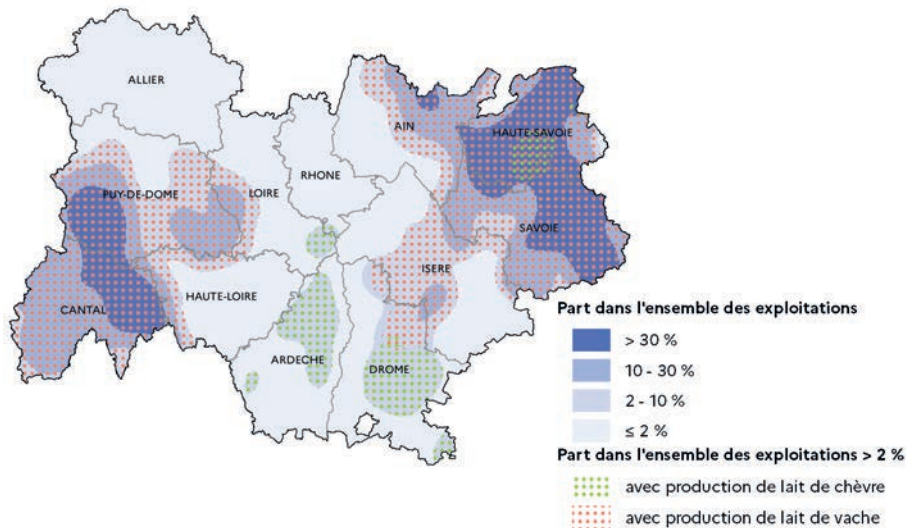 ALLIER
AIN
HAUTE-SAVOIE
PUY-DE-DOME
LOIRE
RHONE
SAVOIE
ISERE
CANTAL
HAUTE-LOIRE
ARDECHE
DROME
Part dans l'ensemble des exploitations
> 30 %
10 - 30 %
2 - 10 %
≤ 2 %
Part dans l'ensemble des exploitations > 2 %
avec production de lait de chèvre
avec production de lait de vache